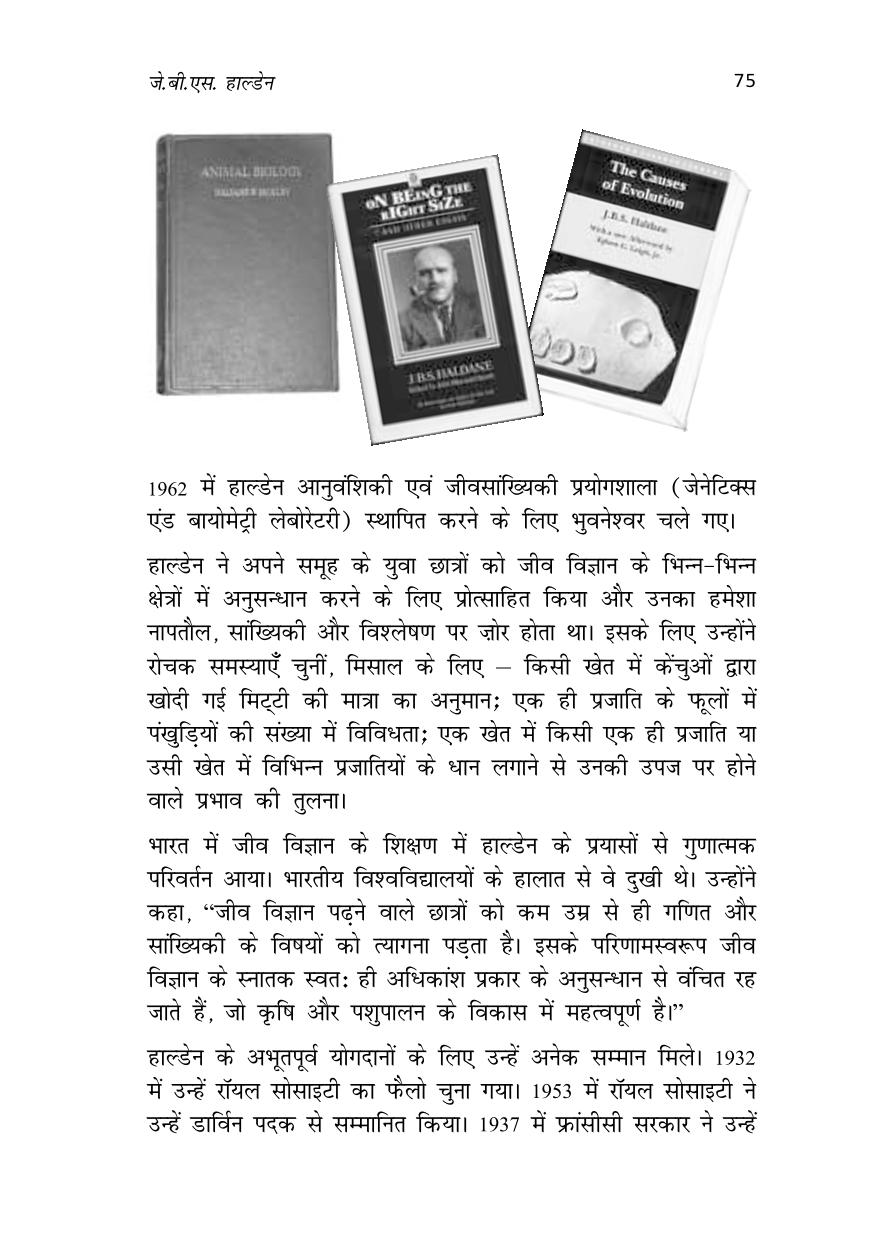 जे.बी.एस. हाल्डेन
75
ANIMAL BIOLOGY
HALDANE & HUXLEY
ON BEING THE
RIGHT SIZE
AND OTHER ESSAYS
J.B.S. HALDANE
The Causes
of Evolution
J.B.S. Haldane
With a new Afterword by
Egbert G. Leigh, Jr.
1962 में हाल्डेन आनुवंशिकी एवं जीवसांख्यिकी प्रयोगशाला (जेनेटिक्स
एंड बायोमेट्री लेबोरेटरी) स्थापित करने के लिए भुवनेश्वर चले गए।
हाल्डेन ने अपने समूह के युवा छात्रों को जीव विज्ञान के भिन्न-भिन्न
क्षेत्रों में अनुसन्धान करने के लिए प्रोत्साहित किया और उनका हमेशा
नापतौल, सांख्यिकी और विश्लेषण पर ज़ोर होता था। इसके लिए उन्होंने
रोचक समस्याएँ चुनीं, मिसाल के लिए – किसी खेत में केंचुओं द्वारा
खोदी गई मिट्टी की मात्रा का अनुमान; एक ही प्रजाति के फूलों में
पंखुड़ियों की संख्या में विविधता; एक खेत में किसी एक ही प्रजाति या
उसी खेत में विभिन्न प्रजातियों के धान लगाने से उनकी उपज पर होने
वाले प्रभाव की तुलना।
भारत में जीव विज्ञान के शिक्षण में हाल्डेन के प्रयासों से गुणात्मक
परिवर्तन आया। भारतीय विश्वविद्यालयों के हालात से वे दुखी थे। उन्होंने
कहा, “जीव विज्ञान पढ़ने वाले छात्रों को कम उम्र से ही गणित और
सांख्यिकी के विषयों को त्यागना पड़ता है। इसके परिणामस्वरूप जीव
विज्ञान के स्नातक स्वत: ही अधिकांश प्रकार के अनुसन्धान से वंचित रह
जाते हैं, जो कृषि और पशुपालन के विकास में महत्वपूर्ण है।”
हाल्डेन के अभूतपूर्व योगदानों के लिए उन्हें अनेक सम्मान मिले। 1932
में उन्हें रॉयल सोसाइटी का फैलो चुना गया। 1953 में रॉयल सोसाइटी ने
उन्हें डार्विन पदक से सम्मानित किया। 1937 में फ्रांसीसी सरकार ने उन्हें